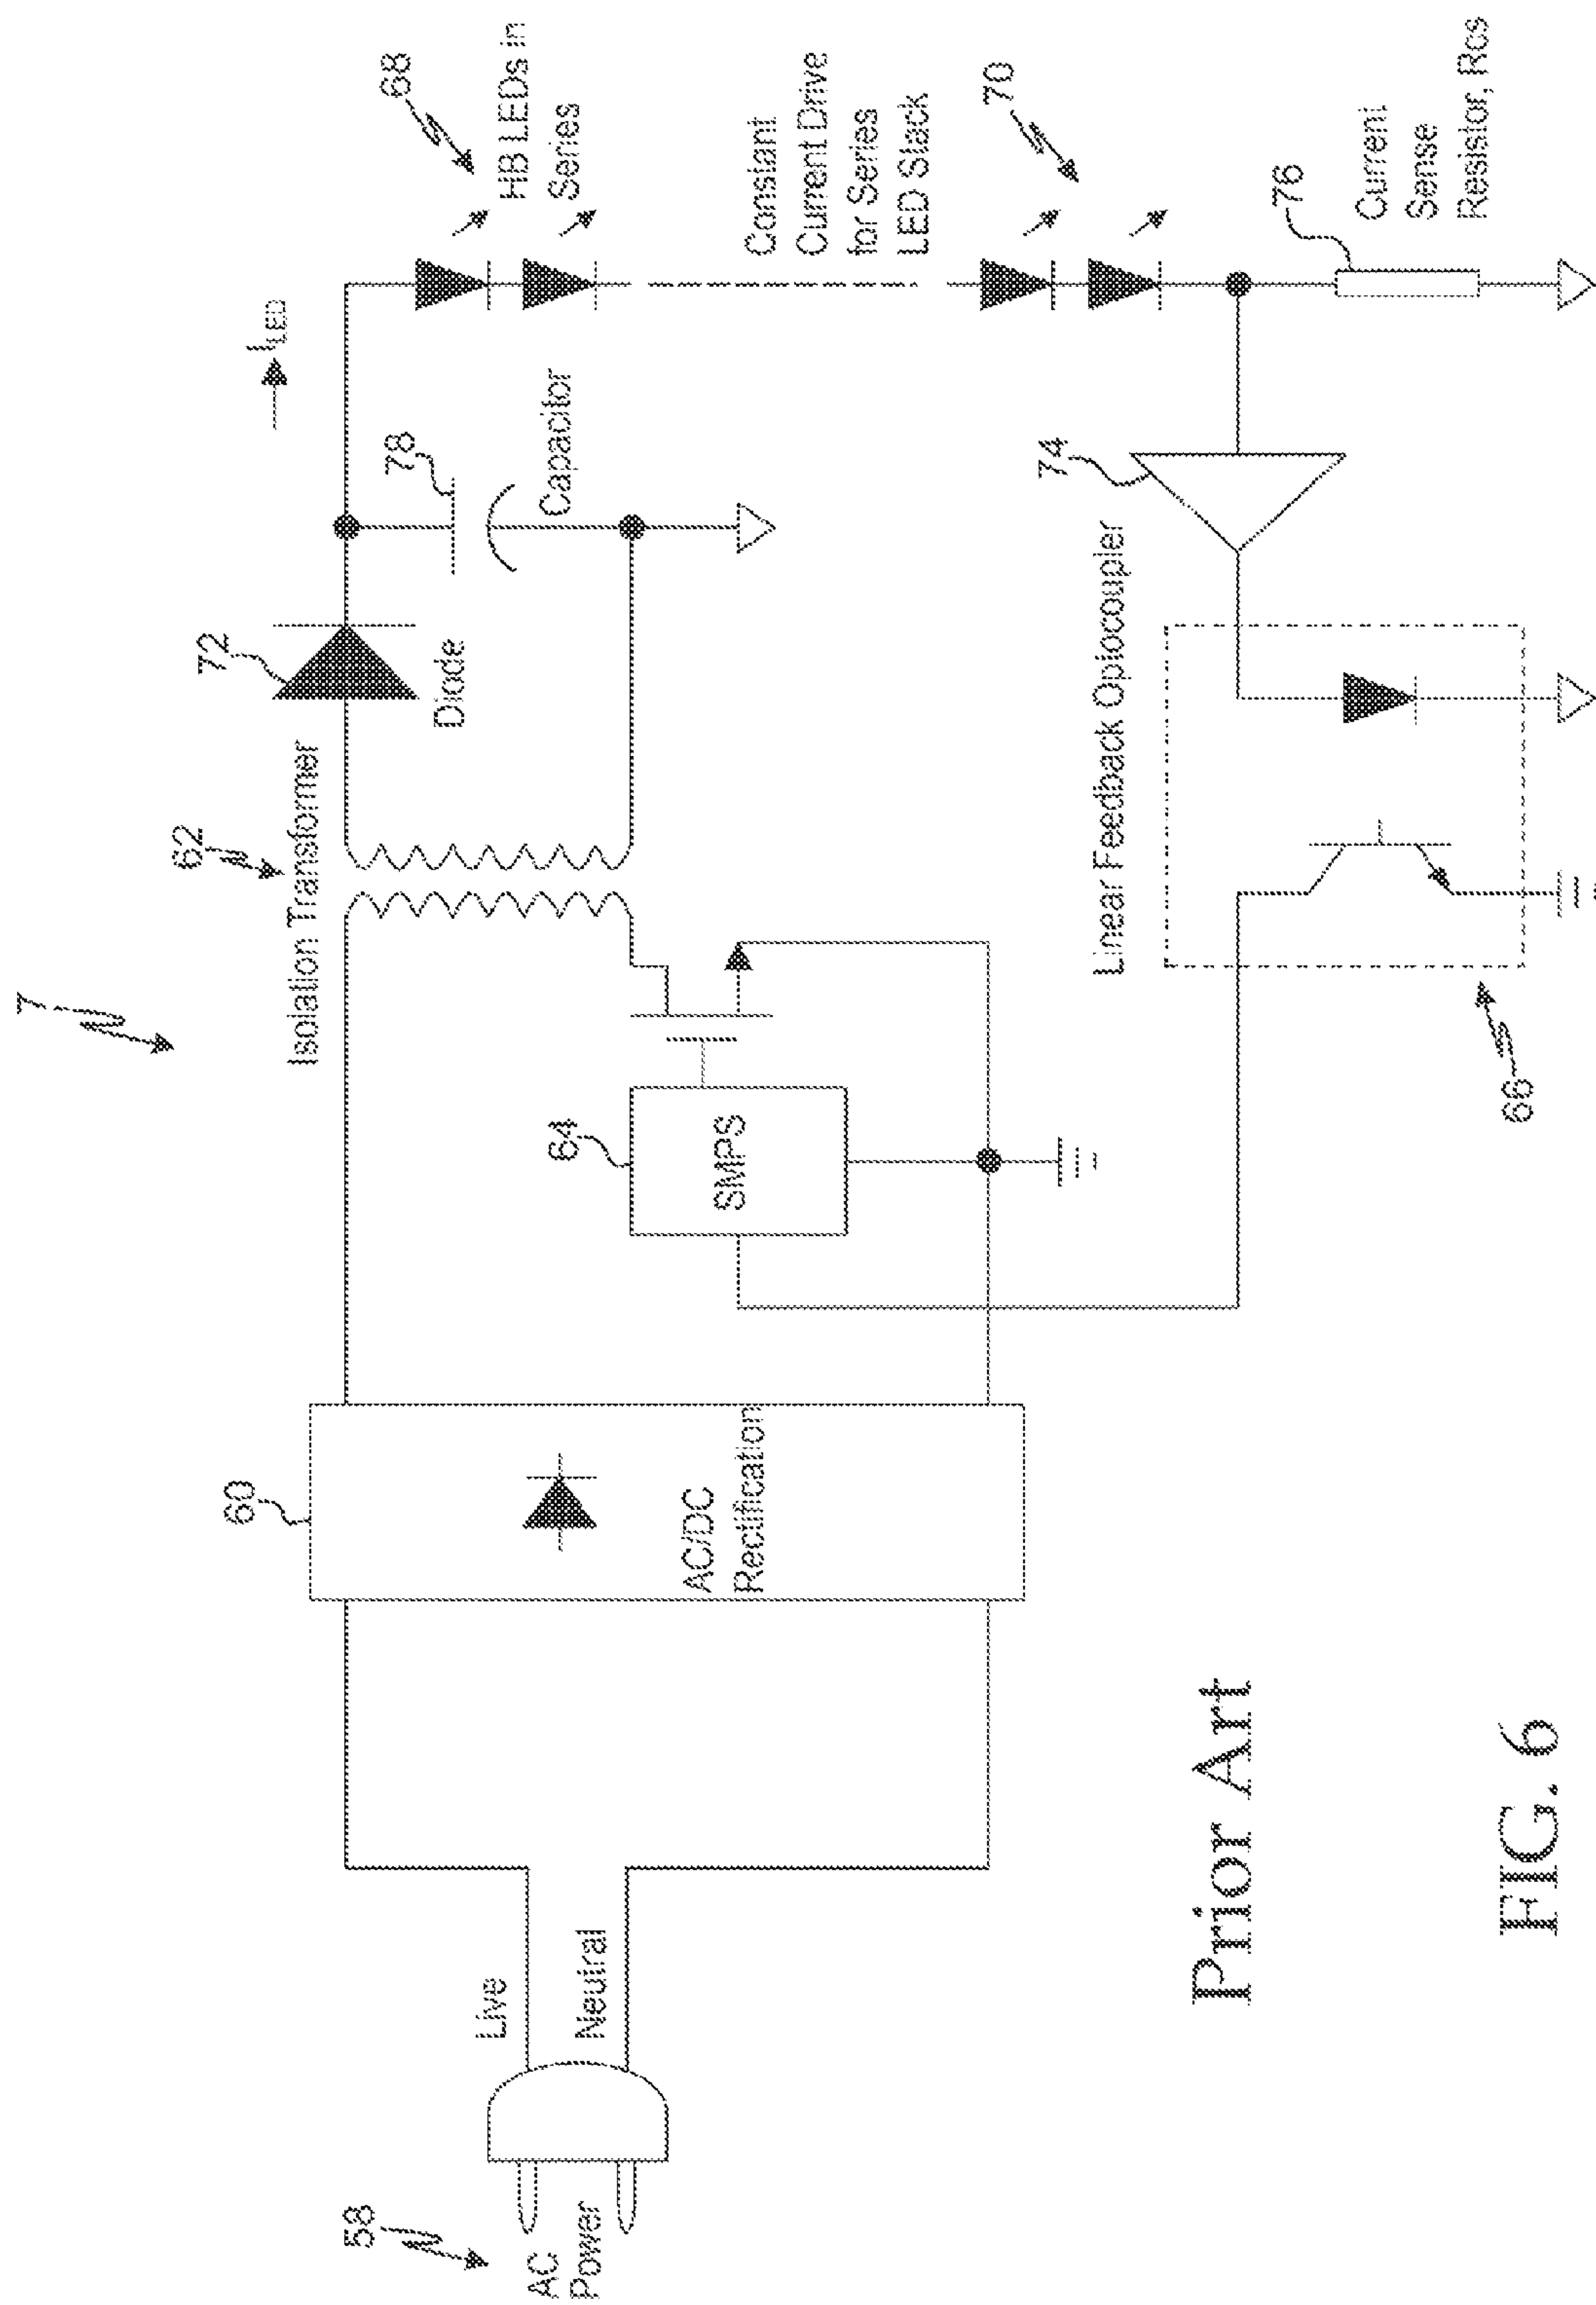 7
62
Isolation Transformer
72
Diode
I LED
78
Capacitor
68
HB LEDs in
Series
Constant
Current Drive
for Series
LED Stack
70
60
AC/DC
Rectification
64
SMPS
58
AC
Power
Live
Neutral
74
76
Current
Sense
Resistor, Rcs
Linear Feedback Optocoupler
66
Prior Art
FIG. 6